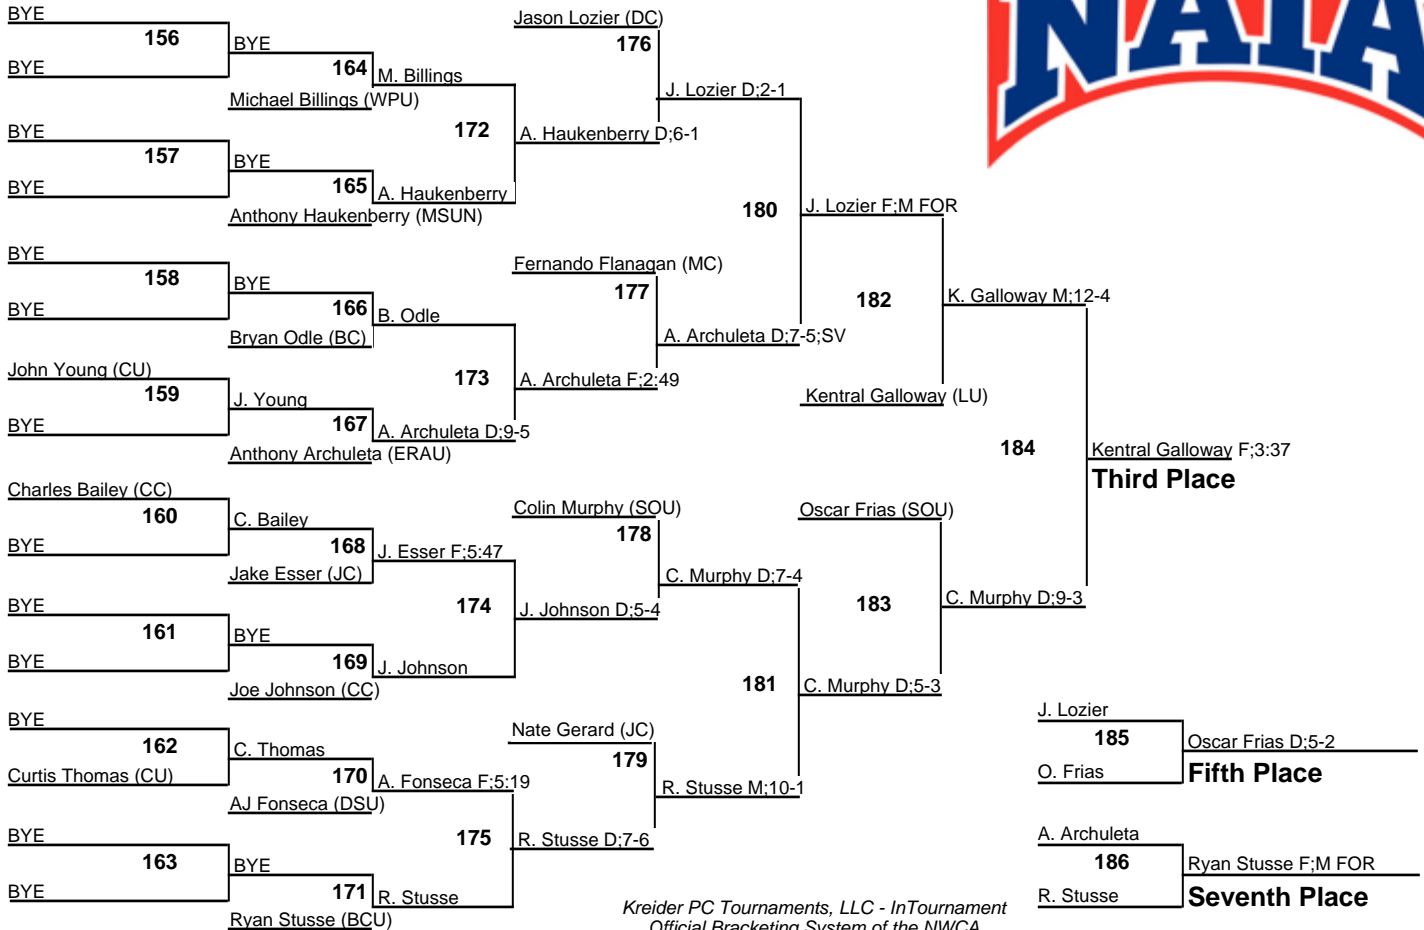 BYE
156
BYE
BYE
164
M. Billings
Michael Billings (WPU)
172
A. Haukenberry D;6-1
BYE
157
BYE
BYE
165
A. Haukenberry
Anthony Haukenberry (MSUN)
Jason Lozier (DC)
176
J. Lozier D;2-1
180
J. Lozier F;M FOR
BYE
158
BYE
BYE
166
B. Odle
Bryan Odle (BC)
173
A. Archuleta F;2:49
John Young (CU)
159
BYE
J. Young
167
A. Archuleta D;9-5
Anthony Archuleta (ERAU)
Fernando Flanagan (MC)
177
A. Archuleta D;7-5;SV
182
K. Galloway M;12-4
Kentral Galloway (LU)
184
Kentral Galloway F;3:37
Third Place
Charles Bailey (CC)
160
BYE
C. Bailey
168
J. Esser F;5:47
Jake Esser (JC)
174
J. Johnson D;5-4
BYE
161
BYE
BYE
169
J. Johnson
Joe Johnson (CC)
Colin Murphy (SOU)
178
C. Murphy D;7-4
Oscar Frias (SOU)
183
C. Murphy D;9-3
181
C. Murphy D;5-3
BYE
162
Curtis Thomas (CU)
C. Thomas
170
A. Fonseca F;5:19
AJ Fonseca (DSU)
175
R. Stusse D;7-6
BYE
163
BYE
BYE
171
R. Stusse
Ryan Stusse (BCU)
Nate Gerard (JC)
179
R. Stusse M;10-1
J. Lozier
185
O. Frias
Oscar Frias D;5-2
Fifth Place
A. Archuleta
186
R. Stusse
Ryan Stusse F;M FOR
Seventh Place
Kreider PC Tournaments, LLC - InTournament
Official Bracketing System of the NWCA
NAIA